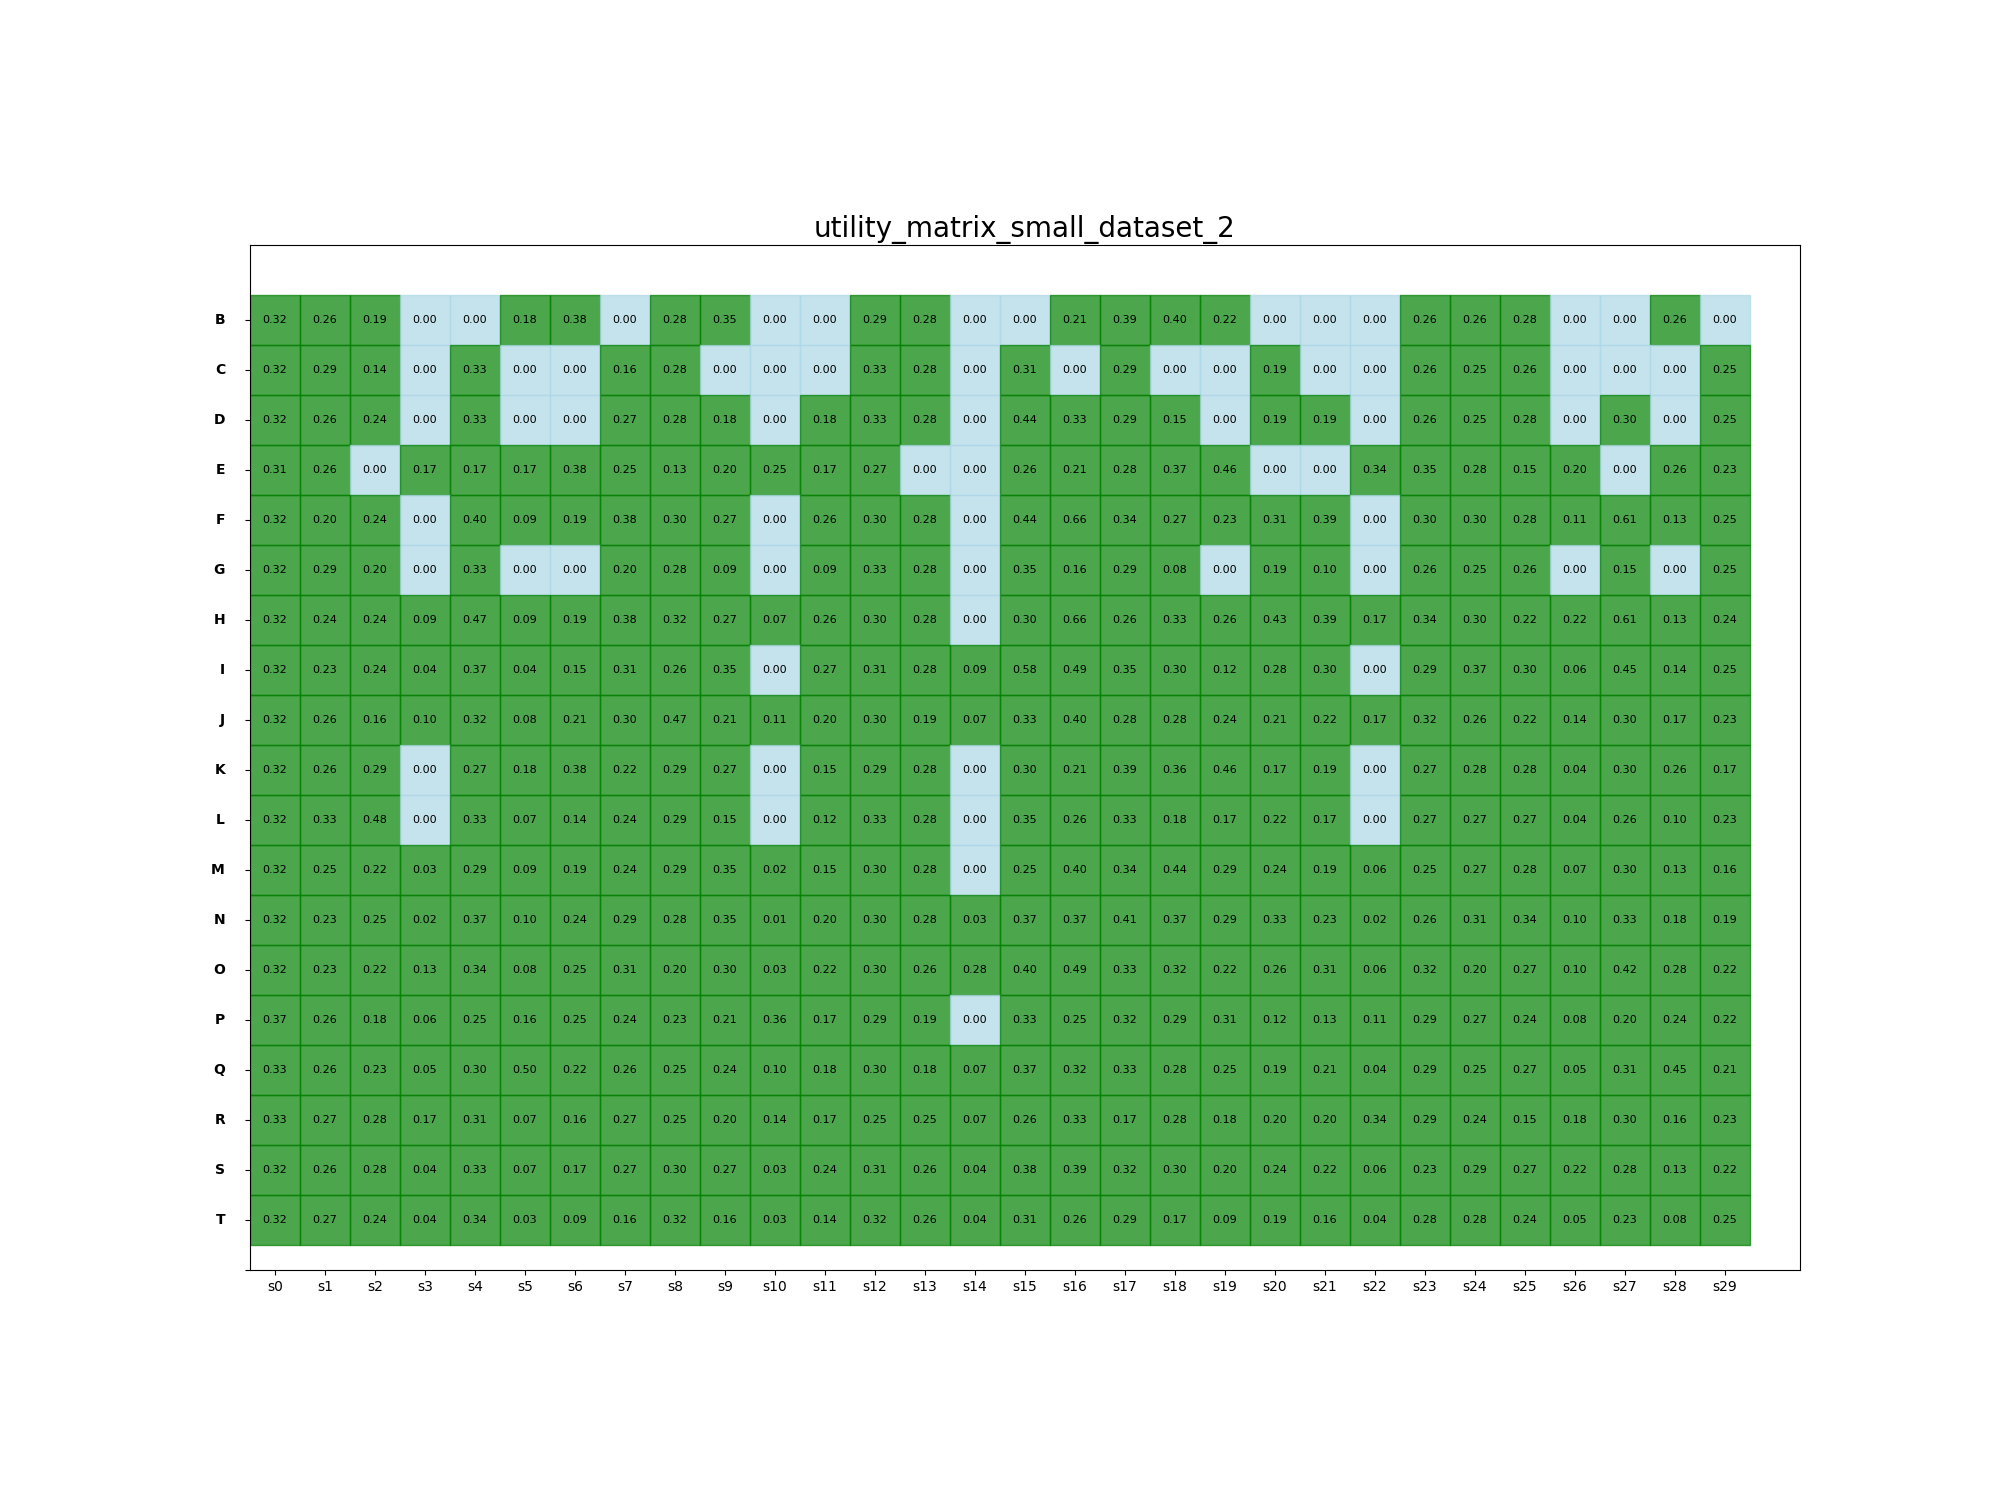 utility_matrix_small_dataset_2
B 0.32 0.26 0.19 0.00 0.00 0.18 0.38 0.00 0.28 0.35 0.00 0.00 0.29 0.28 0.00 0.00 0.21 0.39 0.40 0.22 0.00 0.00 0.00 0.26 0.26 0.28 0.00 0.00 0.26 0.00
C 0.32 0.29 0.14 0.00 0.33 0.00 0.00 0.16 0.28 0.00 0.00 0.00 0.33 0.28 0.00 0.31 0.00 0.29 0.00 0.00 0.19 0.00 0.00 0.26 0.25 0.26 0.00 0.00 0.00 0.25
D 0.32 0.26 0.24 0.00 0.33 0.00 0.00 0.27 0.28 0.18 0.00 0.18 0.33 0.28 0.00 0.44 0.33 0.29 0.15 0.00 0.19 0.19 0.00 0.26 0.25 0.28 0.00 0.30 0.00 0.25
E 0.31 0.26 0.00 0.17 0.17 0.17 0.38 0.25 0.13 0.20 0.25 0.17 0.27 0.00 0.00 0.26 0.21 0.28 0.37 0.46 0.00 0.00 0.34 0.35 0.28 0.15 0.20 0.00 0.26 0.23
F 0.32 0.20 0.24 0.00 0.40 0.09 0.19 0.38 0.30 0.27 0.00 0.26 0.30 0.28 0.00 0.44 0.66 0.34 0.27 0.23 0.31 0.39 0.00 0.30 0.30 0.28 0.11 0.61 0.13 0.25
G 0.32 0.29 0.20 0.00 0.33 0.00 0.00 0.20 0.28 0.09 0.00 0.09 0.33 0.28 0.00 0.35 0.16 0.29 0.08 0.00 0.19 0.10 0.00 0.26 0.25 0.26 0.00 0.15 0.00 0.25
H 0.32 0.24 0.24 0.09 0.47 0.09 0.19 0.38 0.32 0.27 0.07 0.26 0.30 0.28 0.00 0.30 0.66 0.26 0.33 0.26 0.43 0.39 0.17 0.34 0.30 0.22 0.22 0.61 0.13 0.24
I 0.32 0.23 0.24 0.04 0.37 0.04 0.15 0.31 0.26 0.35 0.00 0.27 0.31 0.28 0.09 0.58 0.49 0.35 0.30 0.12 0.28 0.30 0.00 0.29 0.37 0.30 0.06 0.45 0.14 0.25
J 0.32 0.26 0.16 0.10 0.32 0.08 0.21 0.30 0.47 0.21 0.11 0.20 0.30 0.19 0.07 0.33 0.40 0.28 0.28 0.24 0.21 0.22 0.17 0.32 0.26 0.22 0.14 0.30 0.17 0.23
K 0.32 0.26 0.29 0.00 0.27 0.18 0.38 0.22 0.29 0.27 0.00 0.15 0.29 0.28 0.00 0.30 0.21 0.39 0.36 0.46 0.17 0.19 0.00 0.27 0.28 0.28 0.04 0.30 0.26 0.17
L 0.32 0.33 0.48 0.00 0.33 0.07 0.14 0.24 0.29 0.15 0.00 0.12 0.33 0.28 0.00 0.35 0.26 0.33 0.18 0.17 0.22 0.17 0.00 0.27 0.27 0.27 0.04 0.26 0.10 0.23
M 0.32 0.25 0.22 0.03 0.29 0.09 0.19 0.24 0.29 0.35 0.02 0.15 0.30 0.28 0.00 0.25 0.40 0.34 0.44 0.29 0.24 0.19 0.06 0.25 0.27 0.28 0.07 0.30 0.13 0.16
N 0.32 0.23 0.25 0.02 0.37 0.10 0.24 0.29 0.28 0.35 0.01 0.20 0.30 0.28 0.03 0.37 0.37 0.41 0.37 0.29 0.33 0.23 0.02 0.26 0.31 0.34 0.10 0.33 0.18 0.19
O 0.32 0.23 0.22 0.13 0.34 0.08 0.25 0.31 0.20 0.30 0.03 0.22 0.30 0.26 0.28 0.40 0.49 0.33 0.32 0.22 0.26 0.31 0.06 0.32 0.20 0.27 0.10 0.42 0.28 0.22
P 0.37 0.26 0.18 0.06 0.25 0.16 0.25 0.24 0.23 0.21 0.36 0.17 0.29 0.19 0.00 0.33 0.25 0.32 0.29 0.31 0.12 0.13 0.11 0.29 0.27 0.24 0.08 0.20 0.24 0.22
Q 0.33 0.26 0.23 0.05 0.30 0.50 0.22 0.26 0.25 0.24 0.10 0.18 0.30 0.18 0.07 0.37 0.32 0.33 0.28 0.25 0.19 0.21 0.04 0.29 0.25 0.27 0.05 0.31 0.45 0.21
R 0.33 0.27 0.28 0.17 0.31 0.07 0.16 0.27 0.25 0.20 0.14 0.17 0.25 0.25 0.07 0.26 0.33 0.17 0.28 0.18 0.20 0.20 0.34 0.29 0.24 0.15 0.18 0.30 0.16 0.23
S 0.32 0.26 0.28 0.04 0.33 0.07 0.17 0.27 0.30 0.27 0.03 0.24 0.31 0.26 0.04 0.38 0.39 0.32 0.30 0.20 0.24 0.22 0.06 0.23 0.29 0.27 0.22 0.28 0.13 0.22
T 0.32 0.27 0.24 0.04 0.34 0.03 0.09 0.16 0.32 0.16 0.03 0.14 0.32 0.26 0.04 0.31 0.26 0.29 0.17 0.09 0.19 0.16 0.04 0.28 0.28 0.24 0.05 0.23 0.08 0.25
s0 s1 s2 s3 s4 s5 s6 s7 s8 s9 s10 s11 s12 s13 s14 s15 s16 s17 s18 s19 s20 s21 s22 s23 s24 s25 s26 s27 s28 s29